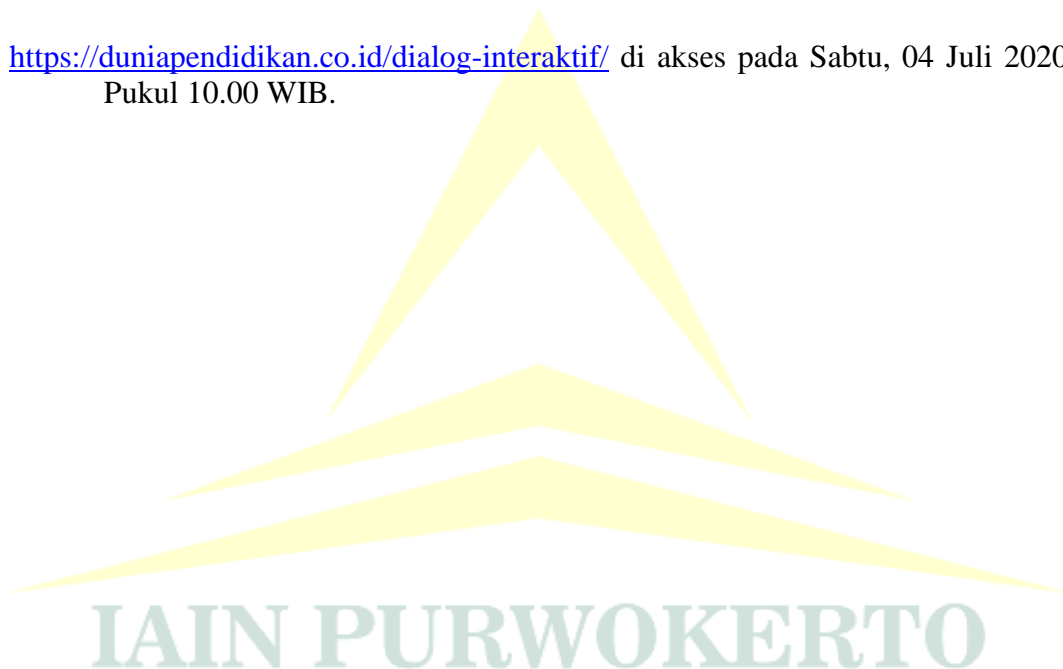 https://duniapendidikan.co.id/dialog-interaktif/ di akses pada Sabtu, 04 Juli 2020
Pukul 10.00 WIB.
IAIN PURWOKERTO